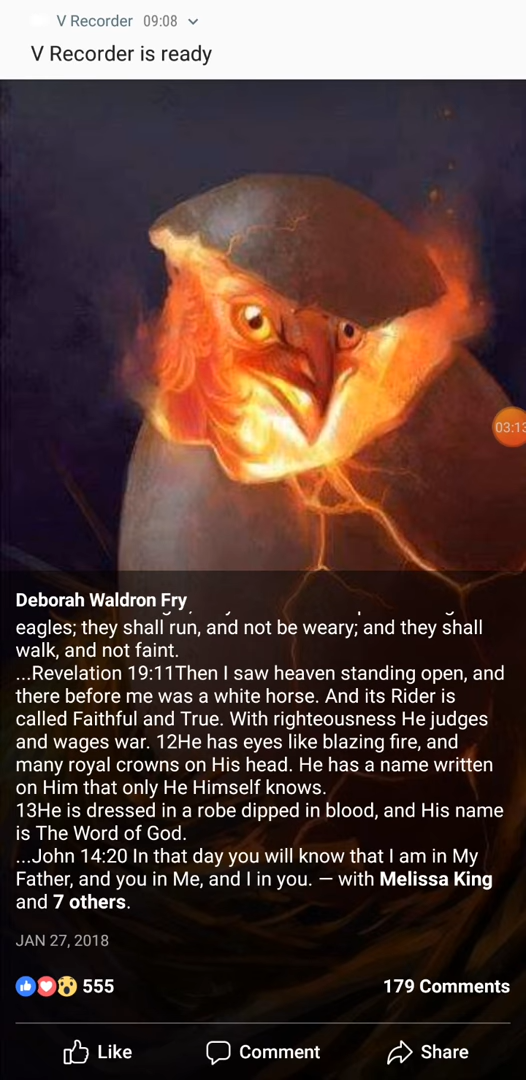 V Recorder 09:08
V Recorder is ready
03:13
Deborah Waldron Fry
eagles; they shall run, and not be weary; and they shall
walk, and not faint.
...Revelation 19:11Then I saw heaven standing open, and
there before me was a white horse. And its Rider is
called Faithful and True. With righteousness He judges
and wages war. 12He has eyes like blazing fire, and
many royal crowns on His head. He has a name written
on Him that only He Himself knows.
13He is dressed in a robe dipped in blood, and His name
is The Word of God.
...John 14:20 In that day you will know that I am in My
Father, and you in Me, and I in you. — with Melissa King
and 7 others.
JAN 27, 2018
555 179 Comments
Like Comment Share